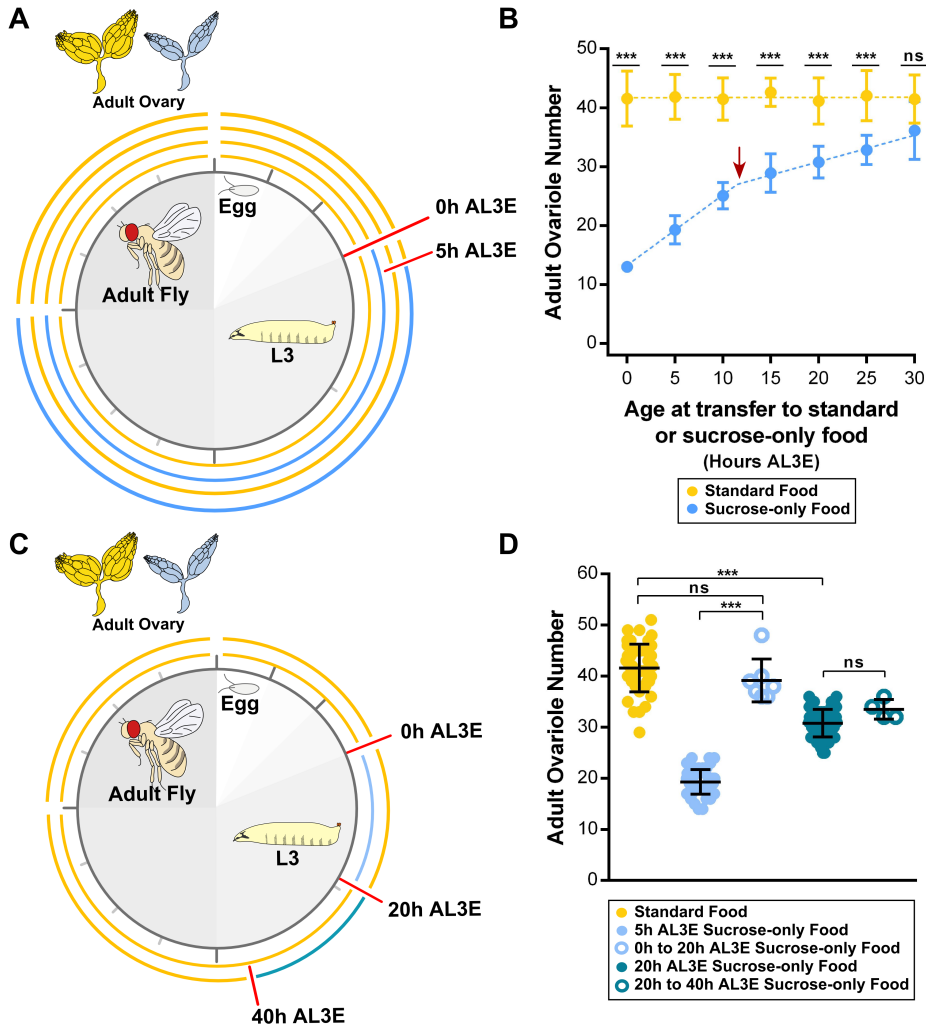 A
Adult Ovary
Egg
0h AL3E
5h AL3E
Adult Fly
L3
B
Adult Ovariole Number
50
40
30
20
10
0
*** *** *** *** *** *** ns
0 5 10 15 20 25 30
Age at transfer to standard
or sucrose-only food
(Hours AL3E)
Standard Food
Sucrose-only Food
C
Adult Ovary
Egg
0h AL3E
Adult Fly
L3
20h AL3E
40h AL3E
D
Adult Ovariole Number
60
50
40
30
20
10
0
***
ns
***
ns
Standard Food
5h AL3E Sucrose-only Food
0h to 20h AL3E Sucrose-only Food
20h AL3E Sucrose-only Food
20h to 40h AL3E Sucrose-only Food